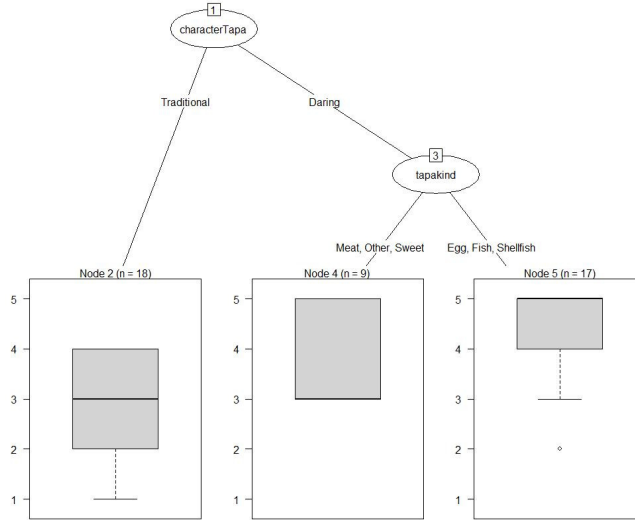 1
characterTapa
Traditional
Daring
3
tapakind
Meat, Other, Sweet
Egg, Fish, Shellfish
Node 2 (n = 18)
Node 4 (n = 9)
Node 5 (n = 17)
5
4
3
2
1
5
4
3
2
1
5
4
3
2
1